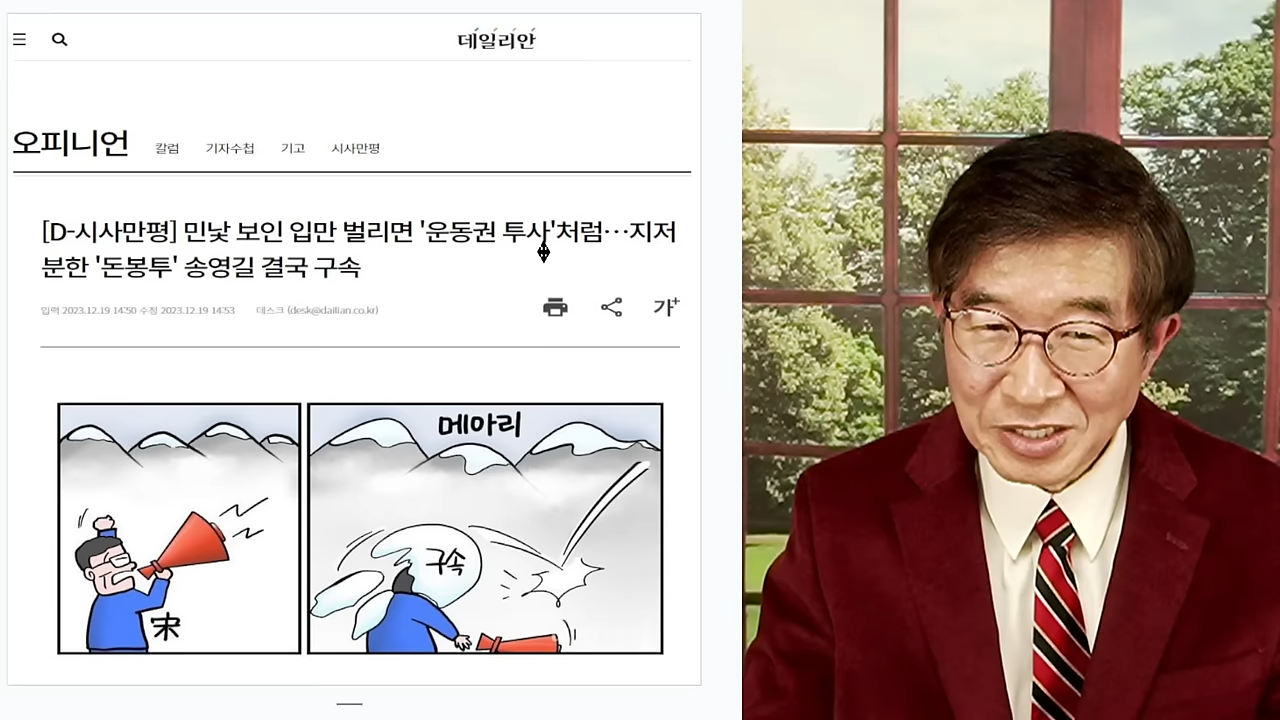 데일리안
오피니언 칼럼 기자수첩 기고 시사만평
[D-시사만평] 민낯 보인 입만 벌리면 '운동권 투사'처럼…지저
분한 '돈봉투' 송영길 결국 구속
입력 2023.12.19 14:50 수정 2023.12.19 14:53 데스크 (desk@dailian.co.kr)
가+
메아리
구속
宋